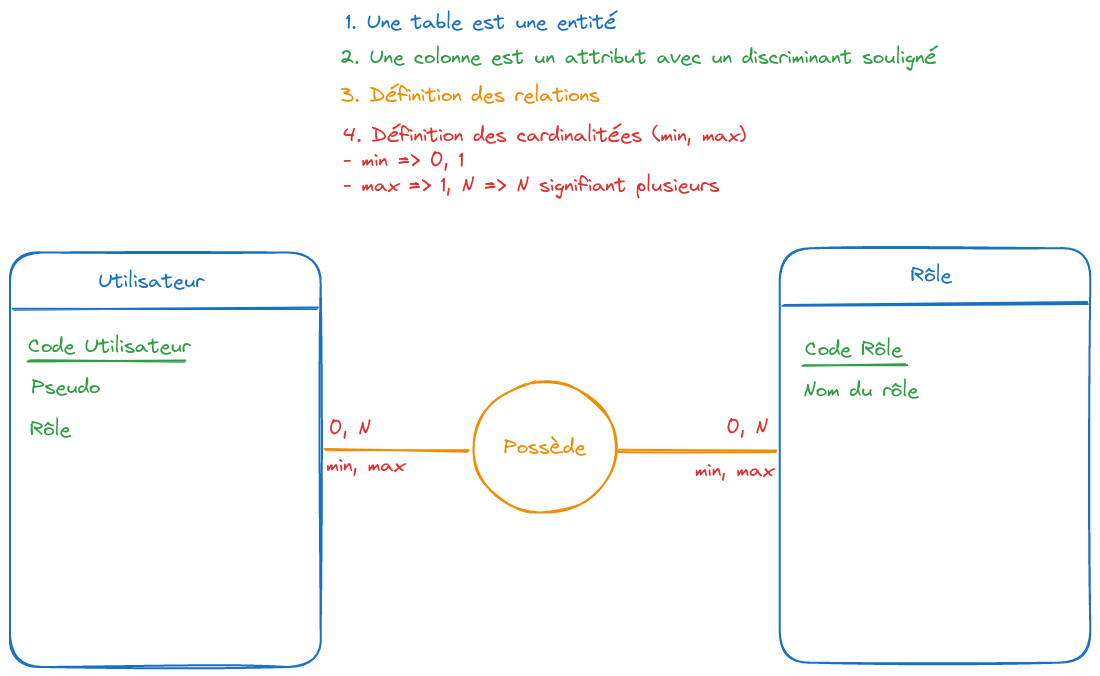 1. Une table est une entité
2. Une colonne est un attribut avec un discriminant souligné
3. Définition des relations
4. Définition des cardinalitées (min, max)
- min => 0, 1
- max => 1, N => N signifiant plusieurs
Utilisateur
Code Utilisateur
Pseudo
Rôle
0, N
min, max
Possède
0, N
min, max
Rôle
Code Rôle
Nom du rôle